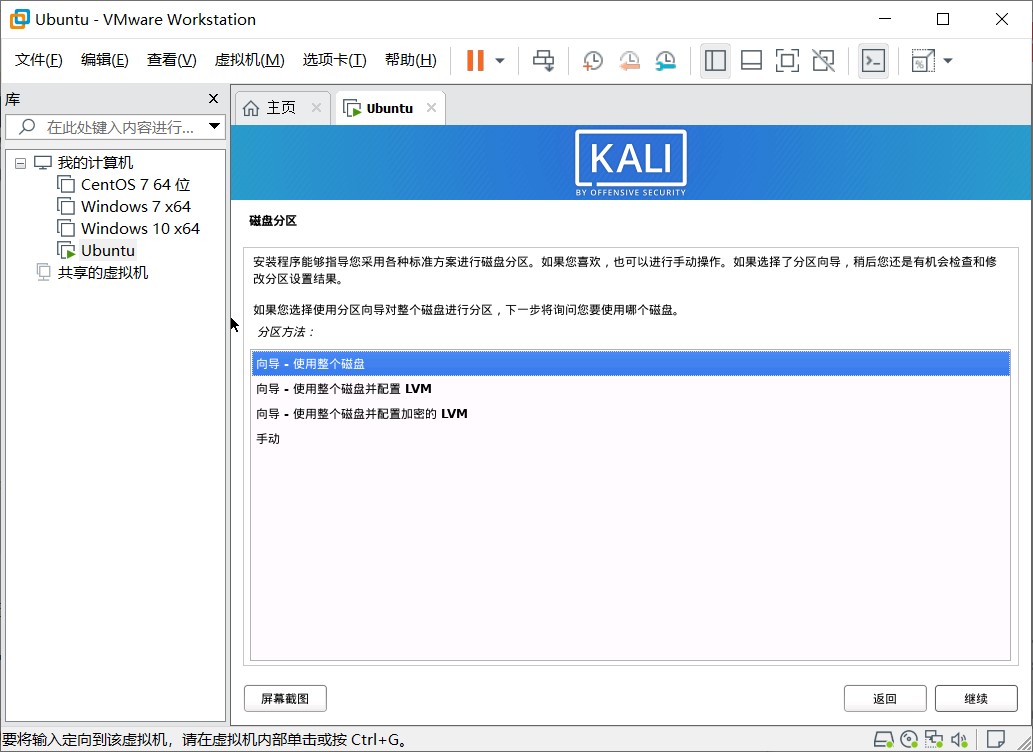 Ubuntu - VMware Workstation
文件(F) 编辑(E) 查看(V) 虚拟机(M) 选项卡(T) 帮助(H)
库
在此处键入内容进行...
我的计算机
CentOS 7 64 位
Windows 7 x64
Windows 10 x64
Ubuntu
共享的虚拟机
主页 Ubuntu
KALI
BY OFFENSIVE SECURITY
磁盘分区
安装程序能够指导您采用各种标准方案进行磁盘分区。如果您喜欢，也可以进行手动操作。如果选择了分区向导，稍后您还是有机会检查和修
改分区设置结果。
如果您选择使用分区向导对整个磁盘进行分区，下一步将询问您要使用哪个磁盘。
分区方法：
向导 - 使用整个磁盘
向导 - 使用整个磁盘并配置 LVM
向导 - 使用整个磁盘并配置加密的 LVM
手动
屏幕截图 返回 继续
要将输入定向到该虚拟机，请在虚拟机内部单击或按 Ctrl+G。